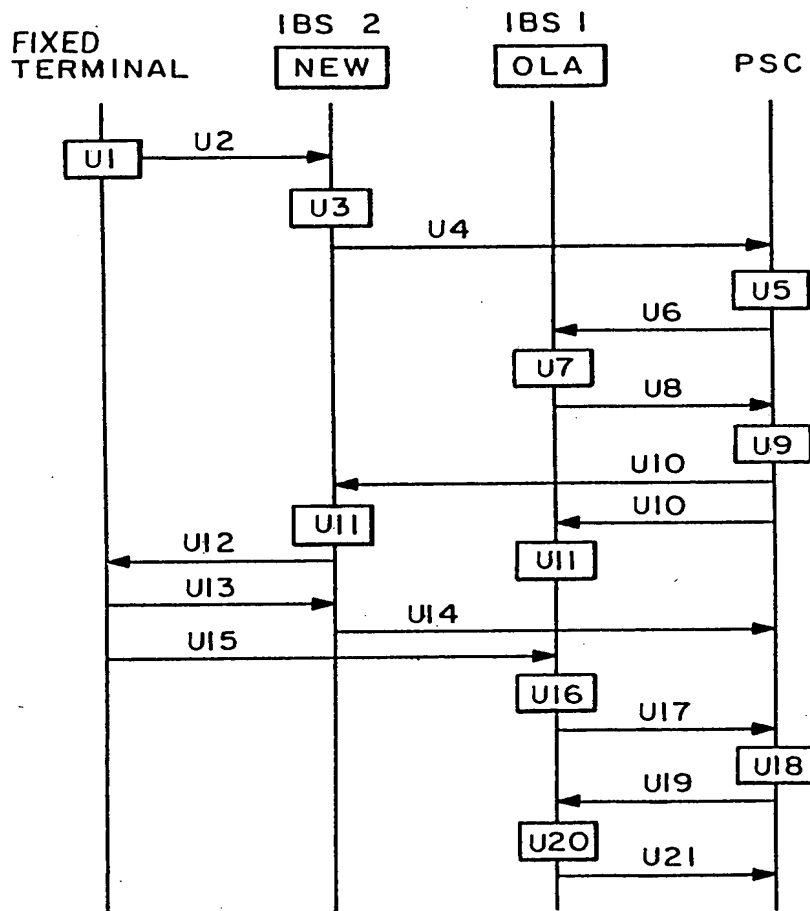 FIXED TERMINAL
IBS 2
NEW
IBS 1
OLA
PSC
U1
U2
U3
U4
U5
U6
U7
U8
U9
U10
U10
U11
U12
U11
U13
U14
U15
U16
U17
U18
U19
U20
U21